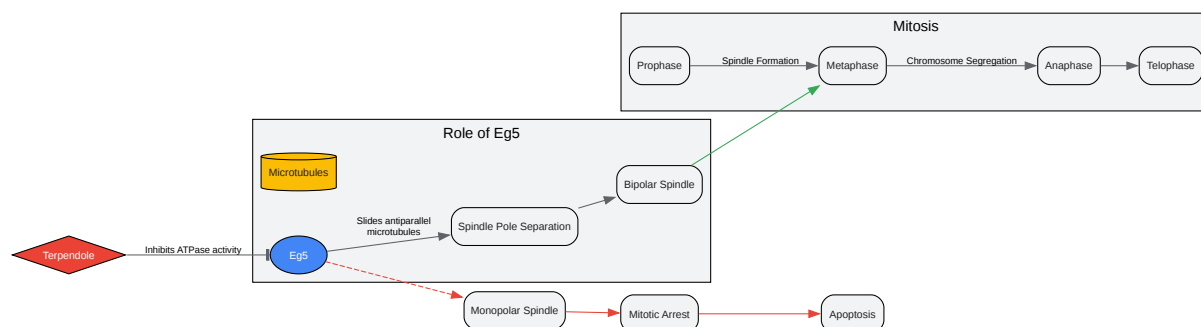 Mitosis
Prophase
Spindle Formation
Metaphase
Chromosome Segregation
Anaphase
Telophase
Role of Eg5
Microtubules
Bipolar Spindle
Slides antiparallel
microtubules
Spindle Pole Separation
Terpendole
Inhibits ATPase activity
Eg5
Monopolar Spindle
Mitotic Arrest
Apoptosis